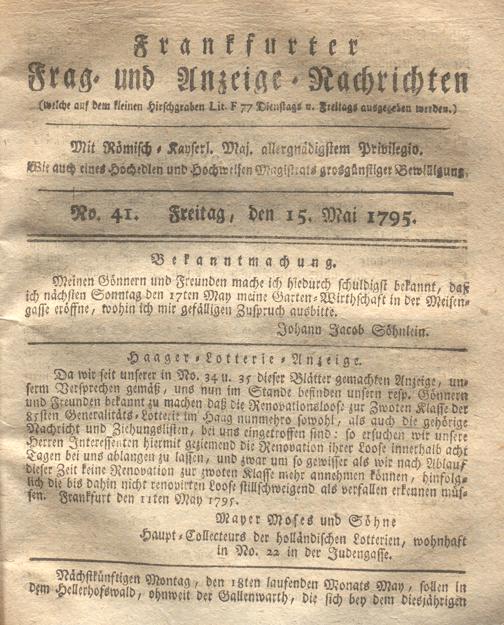 Frankfurter
Frag- und Anzeige-Nachrichten
(welche auf dem kleinen Hirschgraben Lit. F 77 Dienstags u. Freitags ausgegeben werden.)
Mit Römisch-Kayserl. Maj. allergnädigstem Privilegio.
Wie auch eines Hochedlen und Hochweisen Magistrats grosgünstiger Bewilligung.
No. 41. Freitag, den 15. Mai 1795.
Bekanntmachung.
Meinen Gönnern und Freunden mache ich hiedurch schuldigst bekannt, daß
ich nächsten Sonntag den 17ten May meine Garten-Wirthschaft in der Meisen-
gasse eröffne, wohin ich mir gefälligen Zuspruch ausbitte.
Johann Jacob Söhnlein.
Haager-Lotterie-Anzeige.
Da wir seit unserer in No. 34 u. 35 dieser Blätter gemachten Anzeige, un-
serm Versprechen gemäß, uns nun im Stande befinden unsern resp. Gönnern
und Freunden bekannt zu machen daß die Renovationsloose zur Zwoten Klasse der
85sten Generalitäts-Lotterie im Haag nunmehro sowohl, als auch die gehörige
Nachricht und Ziehungslisten, bey uns eingetroffen sind: so ersuchen wir unsere
Herren Interessenten hiermit geziemend die Renovation ihrer Loose innerhalb acht
Tagen bey uns ablangen zu lassen, und zwar um so gewisser als wir nach Ablauf
dieser Zeit keine Renovation zur zwoten Klasse mehr annehmen können, hinfolg-
lich die bis dahin nicht renovirten Loose stillschweigend als verfallen erkennen müs-
sen. Frankfurt den 11ten May 1795.
Mayer Moses und Söhne
Haupt-Collecteurs der holländischen Lotterien, wohnhaft
in No. 22 in der Judengasse.
Nächstkünftigen Montag, den 18ten laufenden Monats May, sollen in
dem Hellerhofswald, ohnweit der Gallenwarth, die sich bey dem diesjährigen